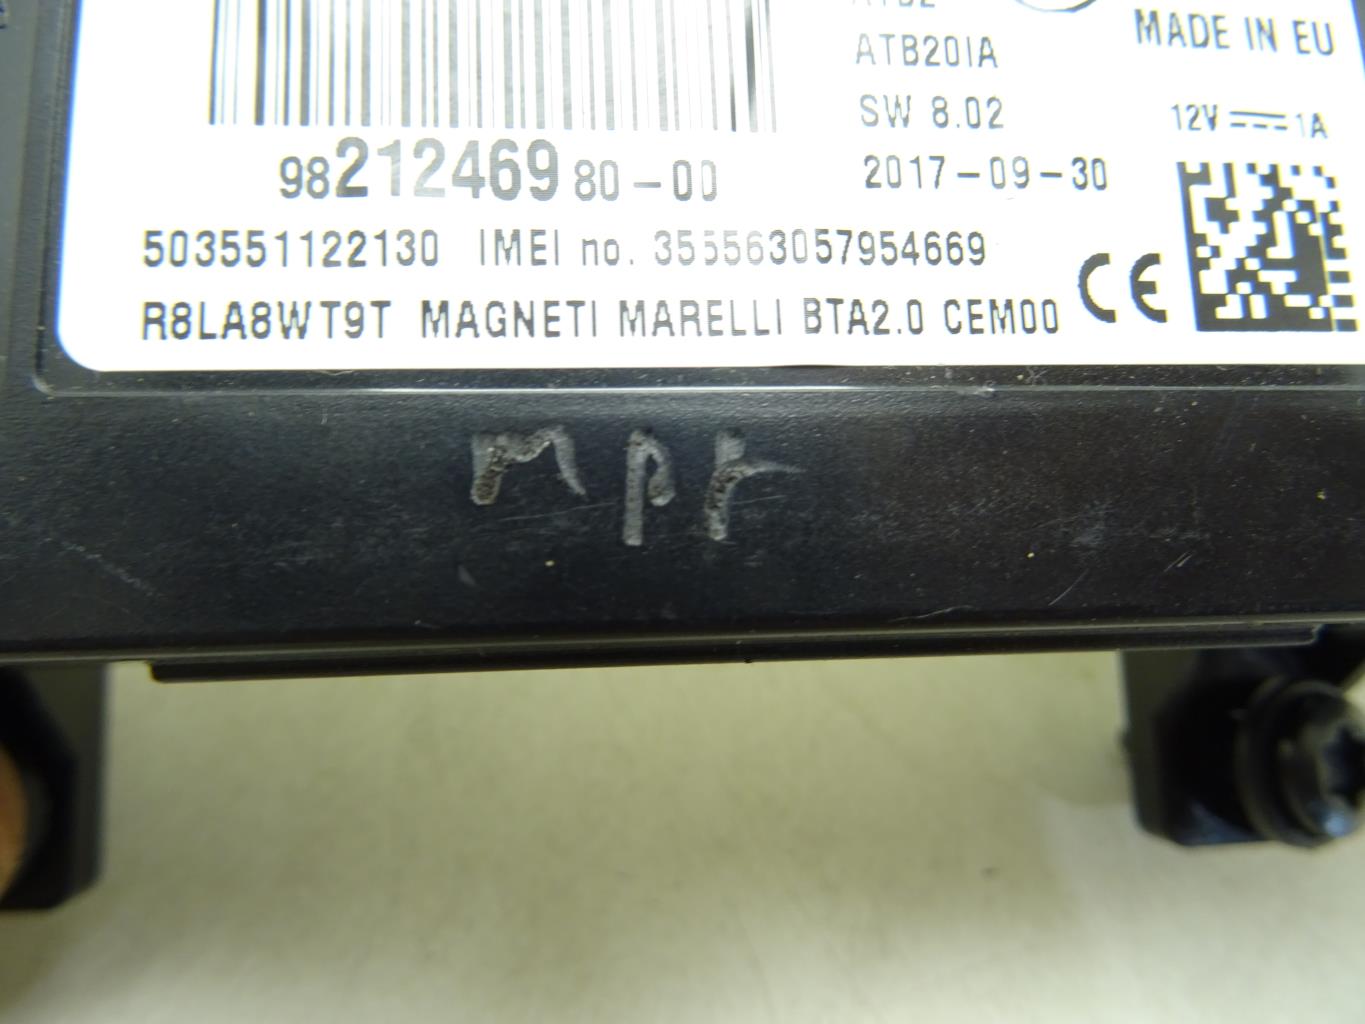 MADE IN EU
ATB201A
SW 8.02
12V 1A
9821246980-00
2017-09-30
503551122130 IMEI no. 355563057954669
R8LA8WT9T MAGNETI MARELLI BTA2.0 CEM00
CE
mpr